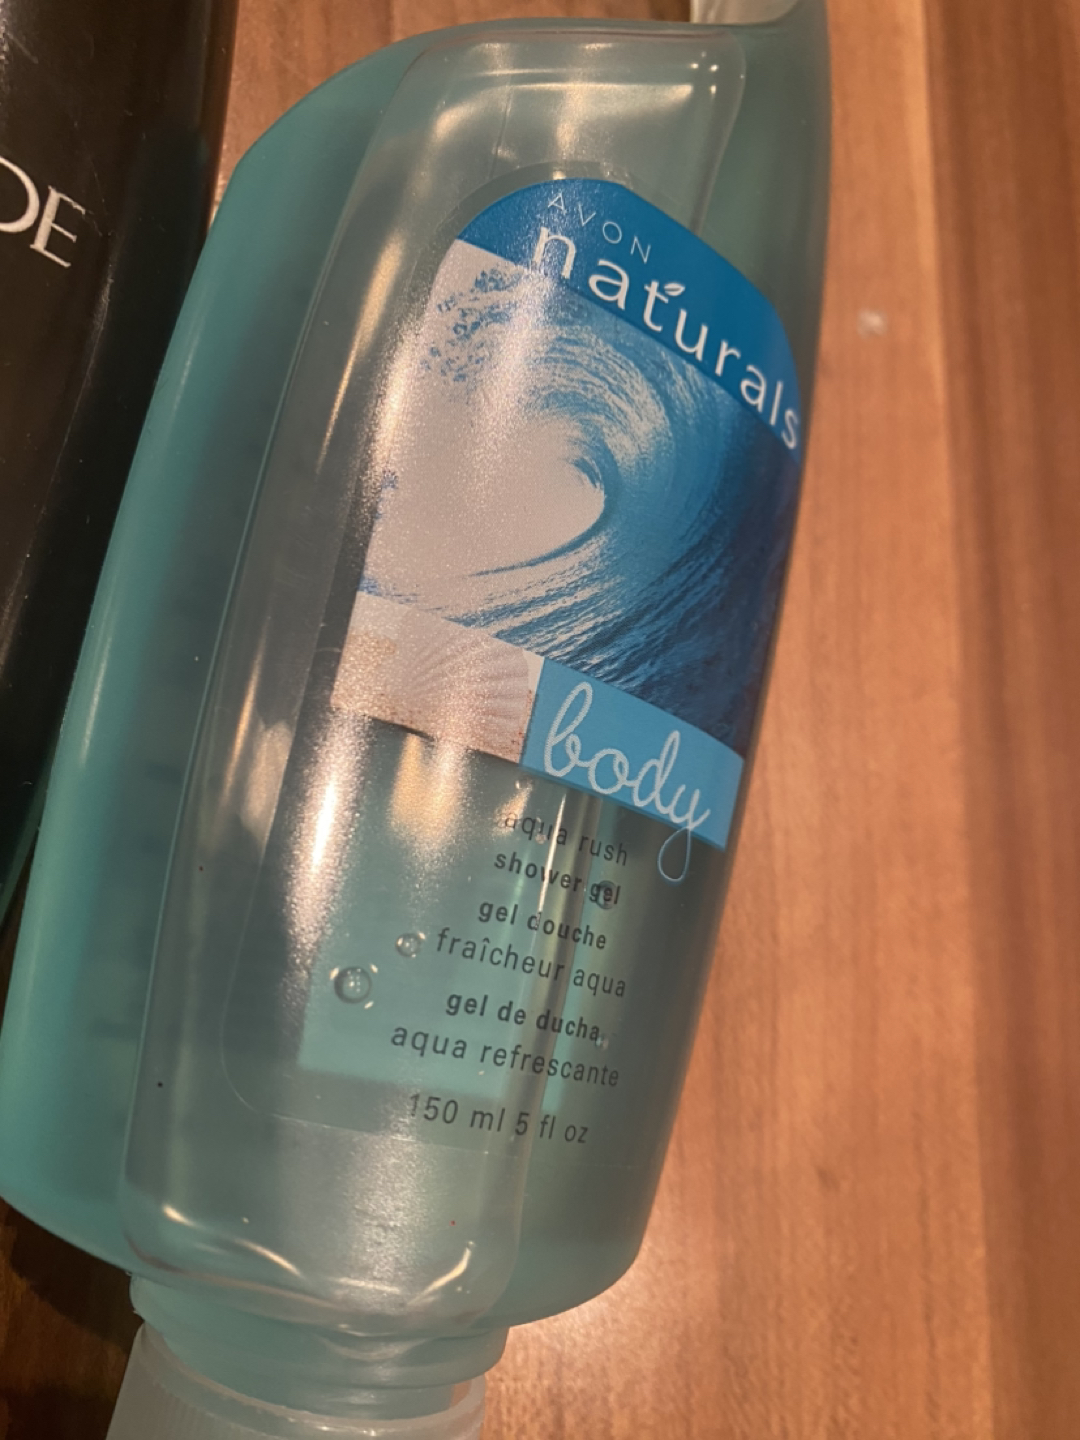 DE
AVON
naturals
body
aqua rush
shower gel
gel douche
fraîcheur aqua
gel de ducha
aqua refrescante
150 ml 5 fl oz